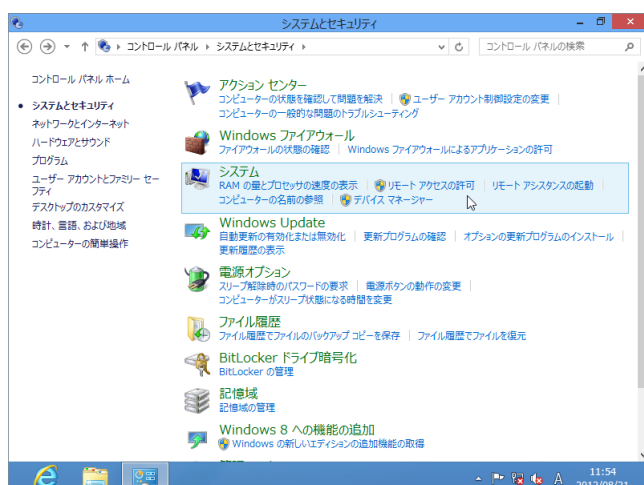 システムとセキュリティ
コントロール パネル システムとセキュリティ コントロール パネルの検索
コントロール パネル ホーム
システムとセキュリティ
ネットワークとインターネット
ハードウェアとサウンド
プログラム
ユーザー アカウントとファミリー セー
フティ
デスクトップのカスタマイズ
時計、言語、および地域
コンピューターの簡単操作
アクション センター
コンピューターの状態を確認して問題を解決 ユーザー アカウント制御設定の変更
コンピューターの一般的な問題のトラブルシューティング
Windows ファイアウォール
ファイアウォールの状態の確認 Windows ファイアウォールによるアプリケーションの許可
システム
RAM の量とプロセッサの速度の表示 リモート アクセスの許可 リモート アシスタンスの起動
コンピューターの名前の参照 デバイス マネージャー
Windows Update
自動更新の有効化または無効化 更新プログラムの確認 オプションの更新プログラムのインストール
更新履歴の表示
電源オプション
スリープ解除時のパスワードの要求 電源ボタンの動作の変更
コンピューターがスリープ状態になる時間を変更
ファイル履歴
ファイル履歴でファイルのバックアップ コピーを保存 ファイル履歴でファイルを復元
BitLocker ドライブ暗号化
BitLocker の管理
記憶域
記憶域の管理
Windows 8 への機能の追加
Windows の新しいエディションの追加機能の取得
A 11:54
2012/08/21